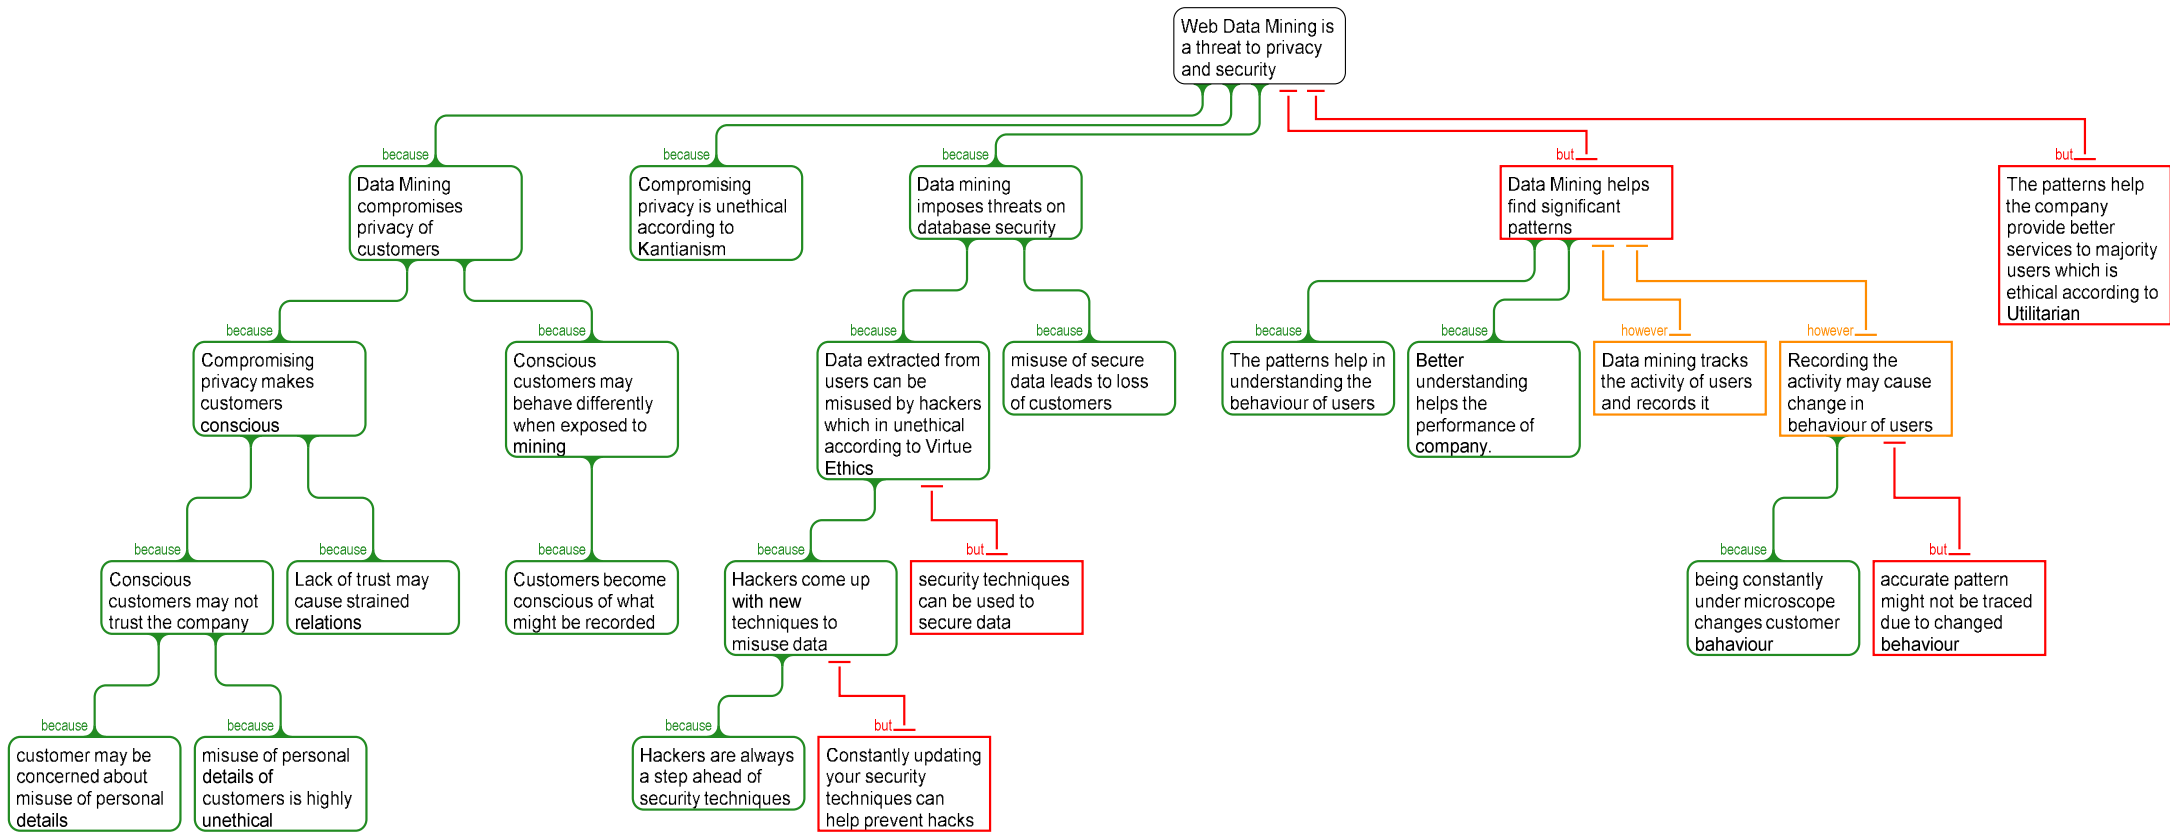 Web Data Mining is
a threat to privacy
and security
because
Data Mining
compromises
privacy of
customers
because
Compromising
privacy is unethical
according to
Kantianism
because
Data mining
imposes threats on
database security
but
Data Mining helps
find significant
patterns
but
The patterns help
the company
provide better
services to majority
users which is
ethical according to
Utilitarian
because
Compromising
privacy makes
customers
conscious
because
Conscious
customers may
behave differently
when exposed to
mining
because
Data extracted from
users can be
misused by hackers
which in unethical
according to Virtue
Ethics
because
misuse of secure
data leads to loss
of customers
because
The patterns help in
understanding the
behaviour of users
because
Better
understanding
helps the
performance of
company.
however
Data mining tracks
the activity of users
and records it
however
Recording the
activity may cause
change in
behaviour of users
because
Conscious
customers may not
trust the company
because
Lack of trust may
cause strained
relations
because
Customers become
conscious of what
might be recorded
because
Hackers come up
with new
techniques to
misuse data
but
security techniques
can be used to
secure data
because
being constantly
under microscope
changes customer
bahaviour
but
accurate pattern
might not be traced
due to changed
behaviour
because
customer may be
concerned about
misuse of personal
details
because
misuse of personal
details of
customers is highly
unethical
because
Hackers are always
a step ahead of
security techniques
but
Constantly updating
your security
techniques can
help prevent hacks